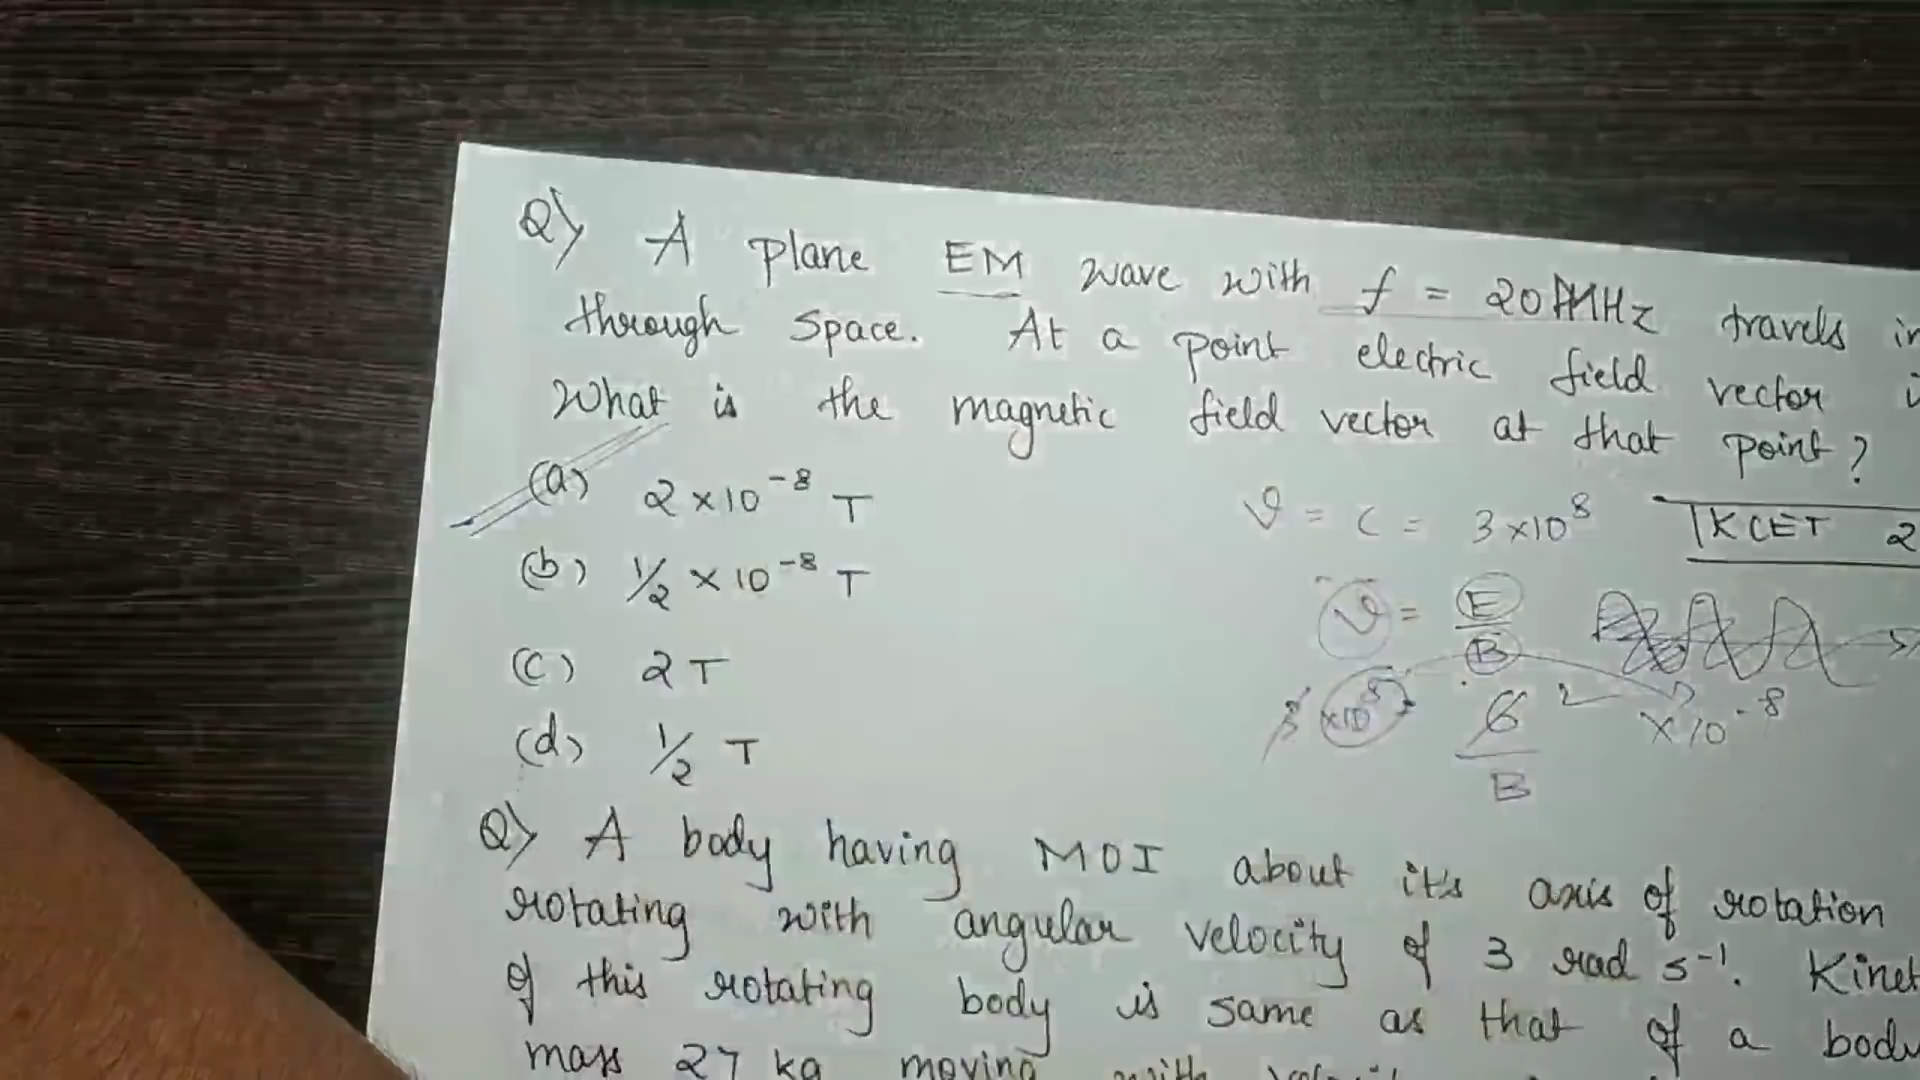 Q) A plane EM wave with f = 20 MHz travels in
through space. At a point electric field vector
What is the magnetic field vector at that point?
(a) 2 × 10⁻⁸ T
(b) ½ × 10⁻⁸ T
(c) 2 T
(d) ½ T
v = c = 3 × 10⁸
KCET 2
v = E/B
3 × 10⁸ 6/B 2 × 10⁻⁸
Q) A body having MOI about it's axis of rotation
rotating with angular velocity of 3 rad s⁻¹. Kinet
of this rotating body is same as that of a body
mass 27 kg moving with